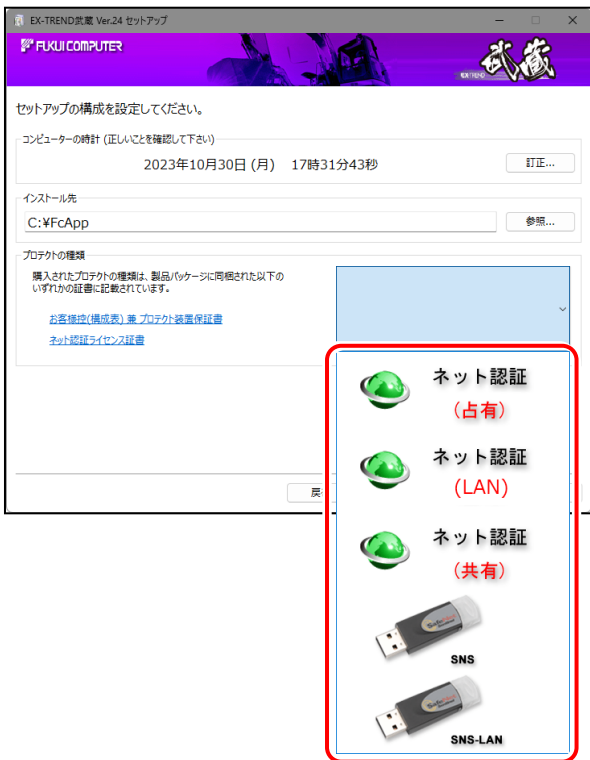 EX-TREND武蔵 Ver.24 セットアップ
FUKUI COMPUTER
EX-TREND 武蔵
セットアップの構成を設定してください。
コンピューターの時計 (正しいことを確認して下さい)
2023年10月30日 (月) 17時31分43秒
訂正...
インストール先
C:¥FcApp
参照...
プロテクトの種類
購入されたプロテクトの種類は、製品パッケージに同梱された以下の
いずれかの証書に記載されています。
お客様控(構成表) 兼 プロテクト装置保証書
ネット認証ライセンス証書
ネット認証
(占有)
ネット認証
(LAN)
戻
ネット認証
(共有)
SNS
SNS-LAN